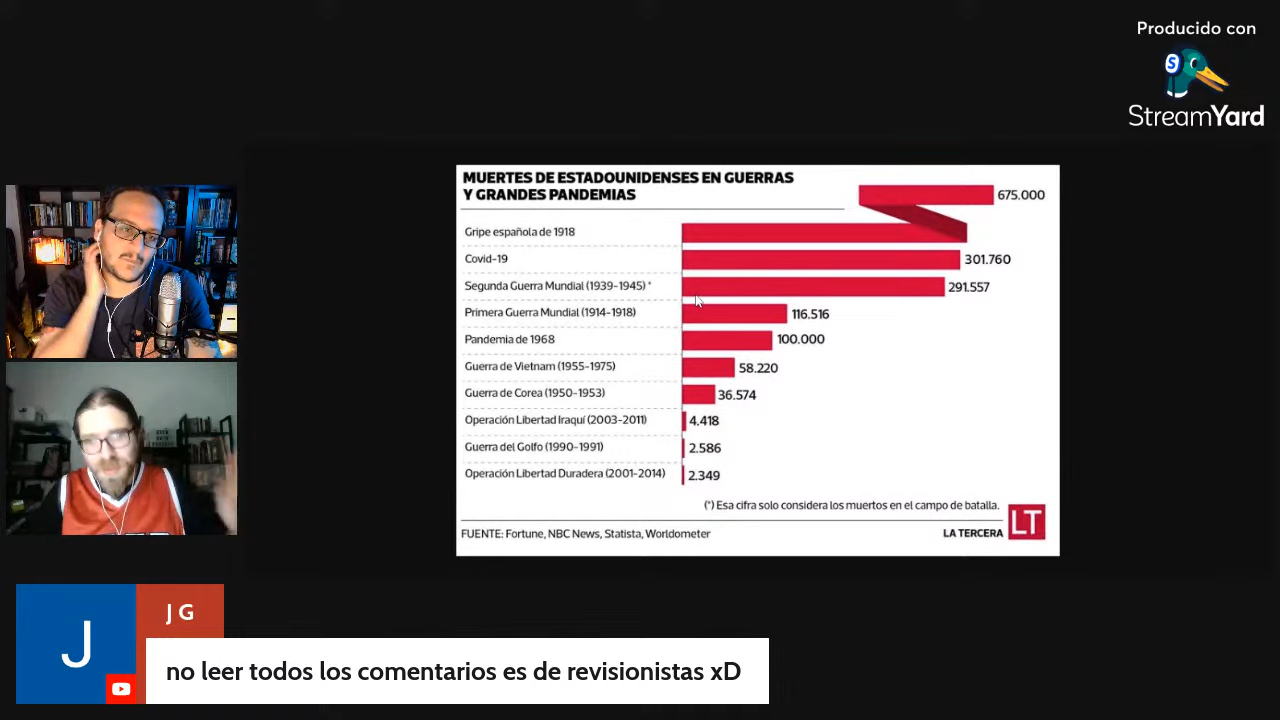 Producido con
S
StreamYard
MUERTES DE ESTADOUNIDENSES EN GUERRAS
Y GRANDES PANDEMIAS
675.000
Gripe española de 1918
Covid-19
301.760
Segunda Guerra Mundial (1939-1945) *
291.557
Primera Guerra Mundial (1914-1918)
116.516
Pandemia de 1968
100.000
Guerra de Vietnam (1955-1975)
58.220
Guerra de Corea (1950-1953)
36.574
Operación Libertad Iraquí (2003-2011)
4.418
Guerra del Golfo (1990-1991)
2.586
Operación Libertad Duradera (2001-2014)
2.349
(*) Esa cifra solo considera los muertos en el campo de batalla.
FUENTE: Fortune, NBC News, Statista, Worldometer
LA TERCERA
LT
J
J G
no leer todos los comentarios es de revisionistas xD